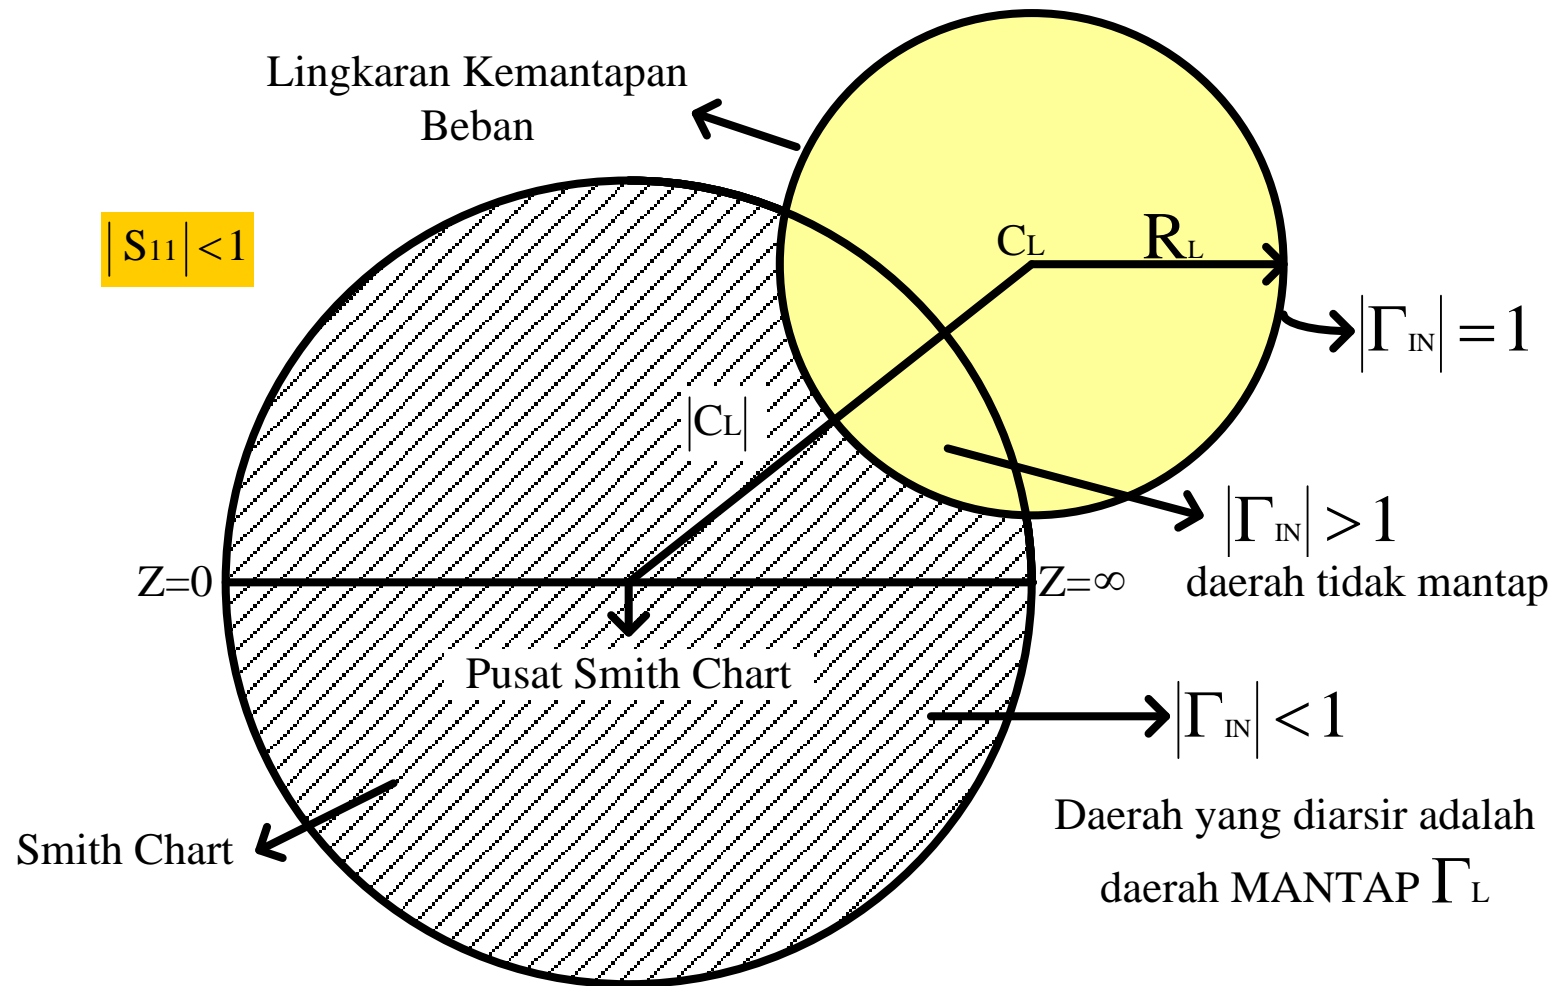 Lingkaran Kemantapan
Beban
|S11|<1
CL
RL
|ΓIN|=1
|CL|
|ΓIN|>1
daerah tidak mantap
Z=0
Z=∞
Pusat Smith Chart
|ΓIN|<1
Daerah yang diarsir adalah
daerah MANTAP ΓL
Smith Chart